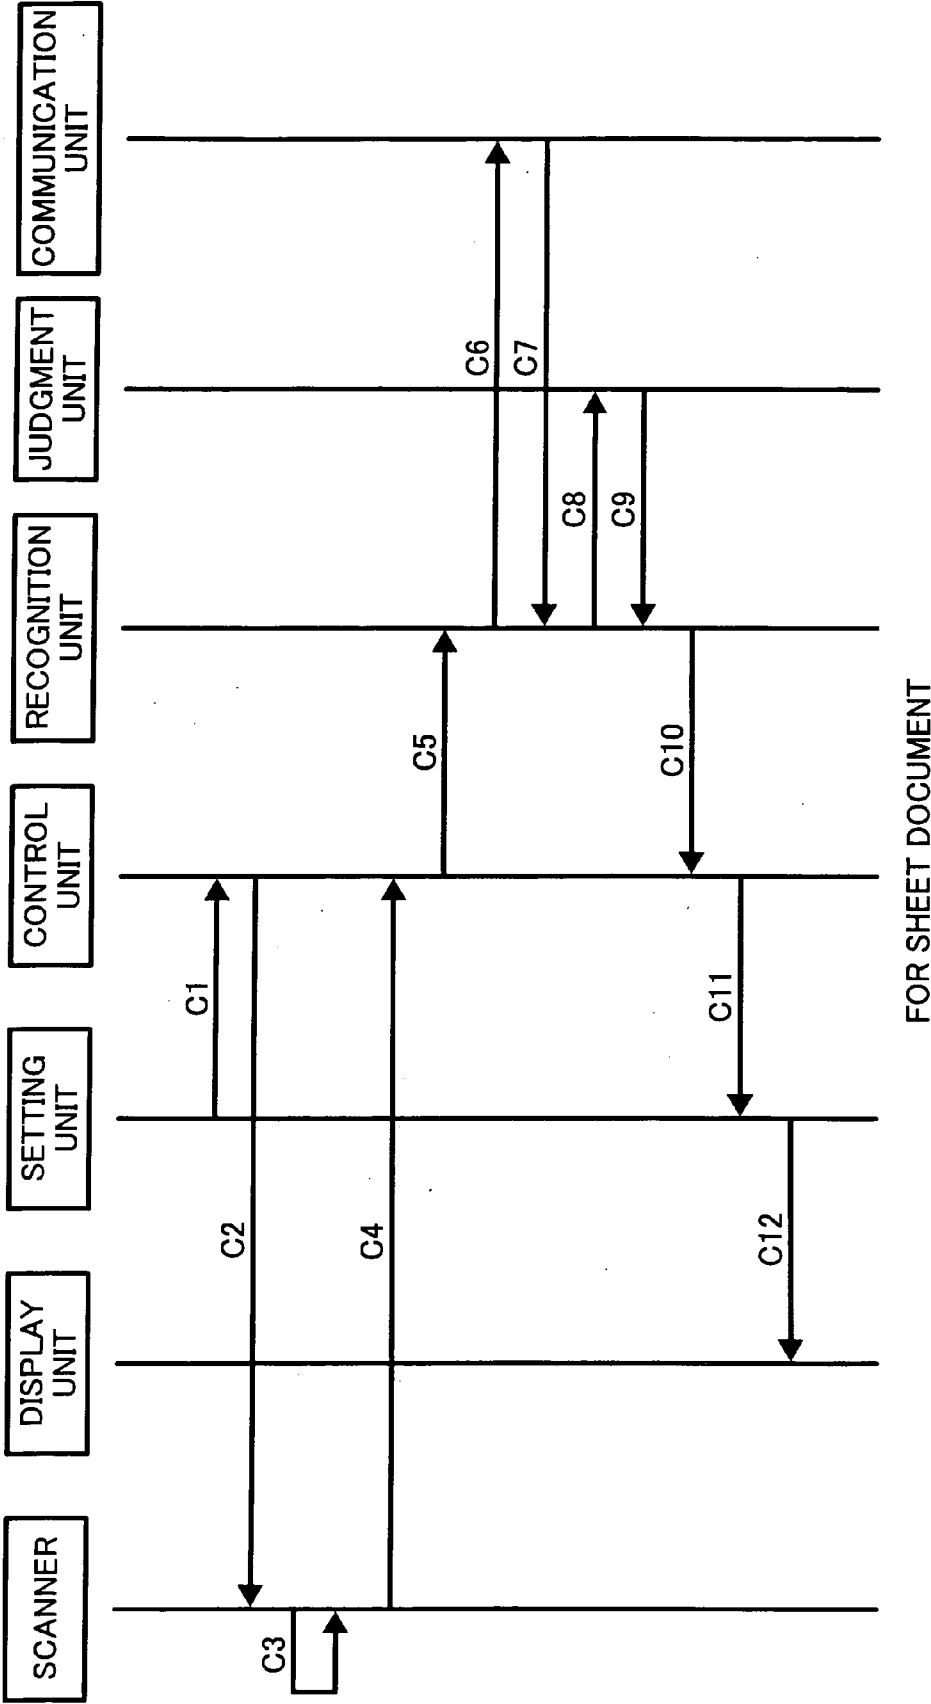 SCANNER
DISPLAY
UNIT
SETTING
UNIT
CONTROL
UNIT
RECOGNITION
UNIT
JUDGMENT
UNIT
COMMUNICATION
UNIT
C1
C2
C3
C4
C5
C6
C7
C8
C9
C10
C11
C12
FOR SHEET DOCUMENT